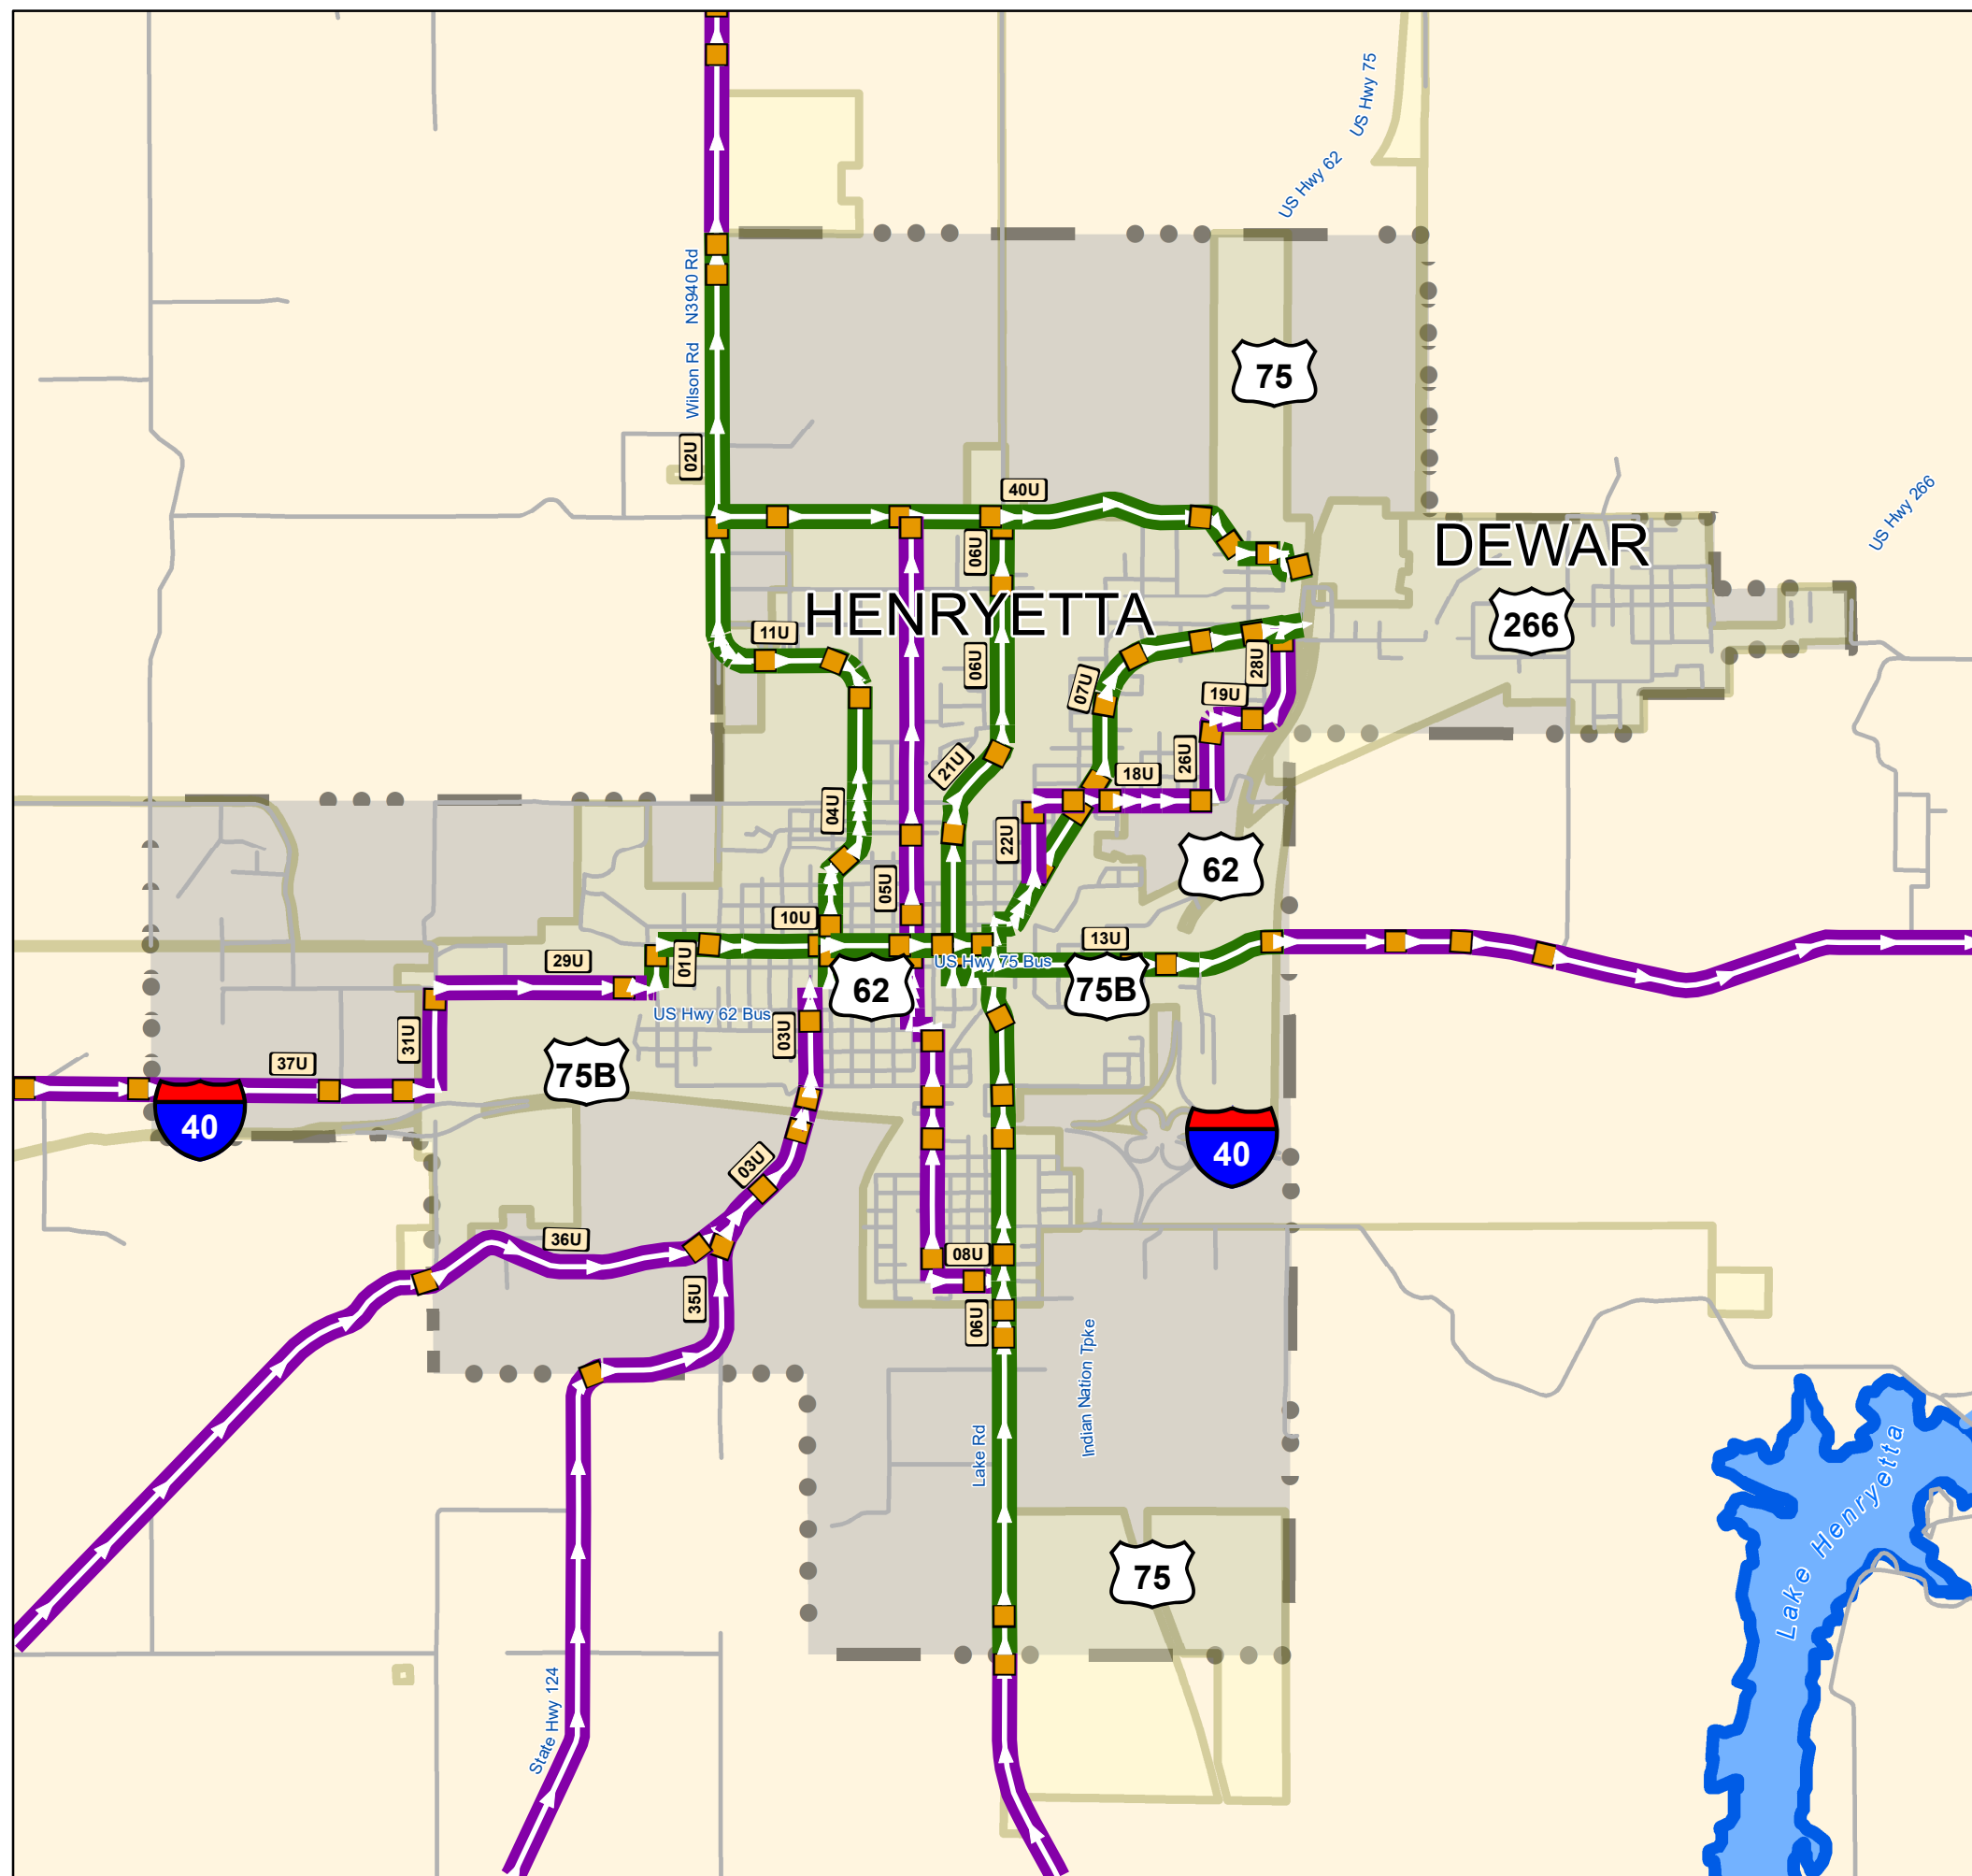 US Hwy 75
US Hwy 62
N3940 Rd
Wilson Rd
75
02U
40U
US Hwy 266
DEWAR
06U
HENRYETTA
266
11U
06U
28U
07U
19U
21U
26U
18U
04U
22U
62
05U
10U
13U
01U
29U
US Hwy 75 Bus
62
75B
US Hwy 62 Bus
03U
31U
37U
75B
40
40
03U
36U
08U
35U
06U
Indian Nation Tpke
Lake Rd
Lake Henryetta
75
State Hwy 124